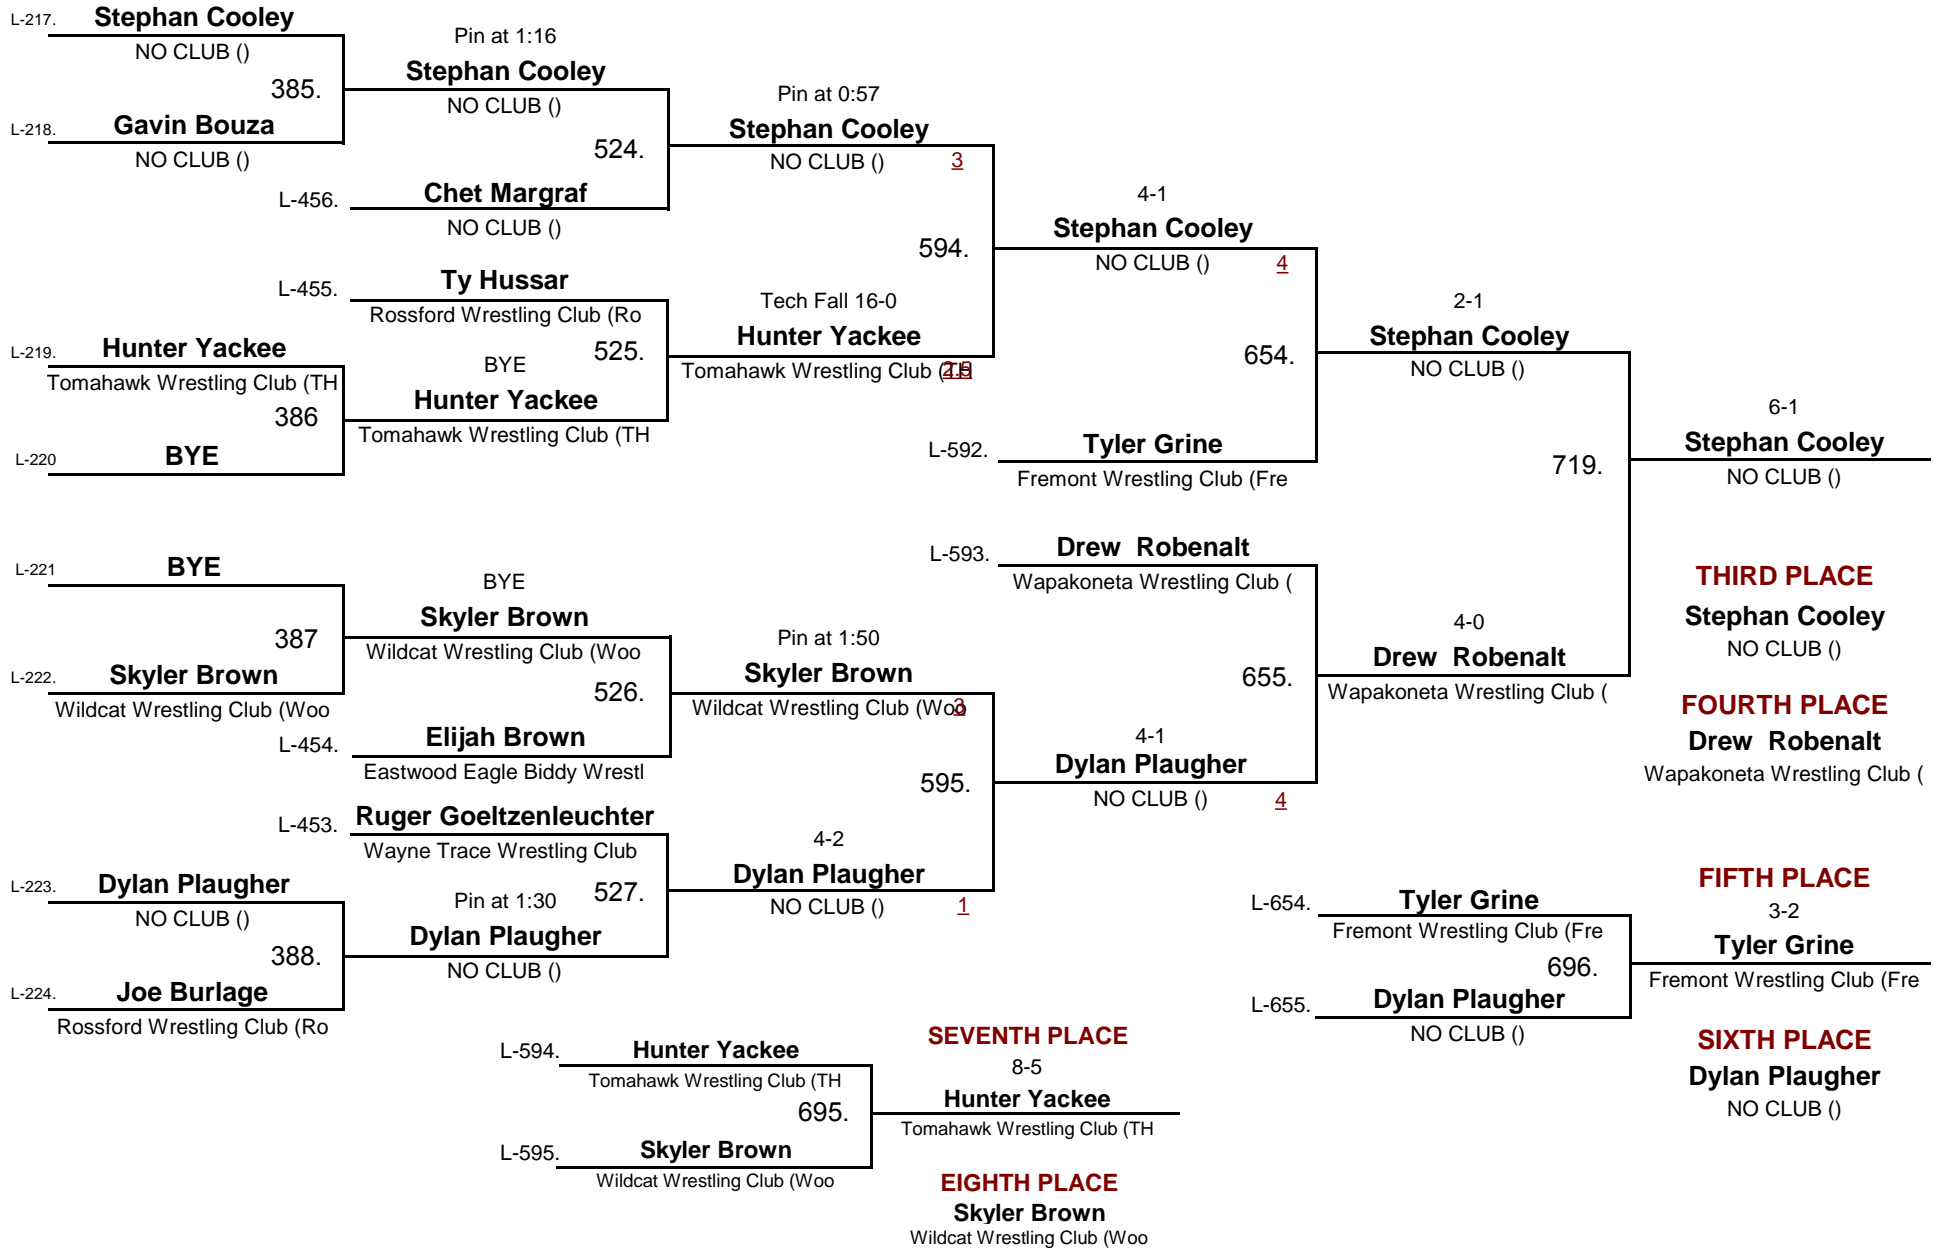 L-217. Stephan Cooley
NO CLUB ()
385.
L-218. Gavin Bouza
NO CLUB ()
Pin at 1:16
Stephan Cooley
NO CLUB ()
524.
L-456. Chet Margraf
NO CLUB ()
Pin at 0:57
Stephan Cooley
NO CLUB () 3
594.
L-455. Ty Hussar
Rossford Wrestling Club (Ro
525.
L-219. Hunter Yackee
Tomahawk Wrestling Club (TH
386
L-220 BYE
BYE
Hunter Yackee
Tomahawk Wrestling Club (TH
Tech Fall 16-0
Hunter Yackee
Tomahawk Wrestling Club (TH 2.5
4-1
Stephan Cooley
NO CLUB () 4
654.
L-592. Tyler Grine
Fremont Wrestling Club (Fre
2-1
Stephan Cooley
NO CLUB ()
719.
6-1
Stephan Cooley
NO CLUB ()
L-221 BYE
387
L-222. Skyler Brown
Wildcat Wrestling Club (Woo
BYE
Skyler Brown
Wildcat Wrestling Club (Woo
526.
L-454. Elijah Brown
Eastwood Eagle Biddy Wrestl
Pin at 1:50
Skyler Brown
Wildcat Wrestling Club (Woo 3
595.
L-453. Ruger Goeltzenleuchter
Wayne Trace Wrestling Club
527.
L-223. Dylan Plaugher
NO CLUB ()
388.
L-224. Joe Burlage
Rossford Wrestling Club (Ro
Pin at 1:30
Dylan Plaugher
NO CLUB ()
4-2
Dylan Plaugher
NO CLUB () 1
L-593. Drew Robenalt
Wapakoneta Wrestling Club (
655.
4-1
Dylan Plaugher
NO CLUB () 4
4-0
Drew Robenalt
Wapakoneta Wrestling Club (
THIRD PLACE
Stephan Cooley
NO CLUB ()
FOURTH PLACE
Drew Robenalt
Wapakoneta Wrestling Club (
L-654. Tyler Grine
Fremont Wrestling Club (Fre
696.
L-655. Dylan Plaugher
NO CLUB ()
FIFTH PLACE
3-2
Tyler Grine
Fremont Wrestling Club (Fre
SIXTH PLACE
Dylan Plaugher
NO CLUB ()
L-594. Hunter Yackee
Tomahawk Wrestling Club (TH
695.
L-595. Skyler Brown
Wildcat Wrestling Club (Woo
SEVENTH PLACE
8-5
Hunter Yackee
Tomahawk Wrestling Club (TH
EIGHTH PLACE
Skyler Brown
Wildcat Wrestling Club (Woo